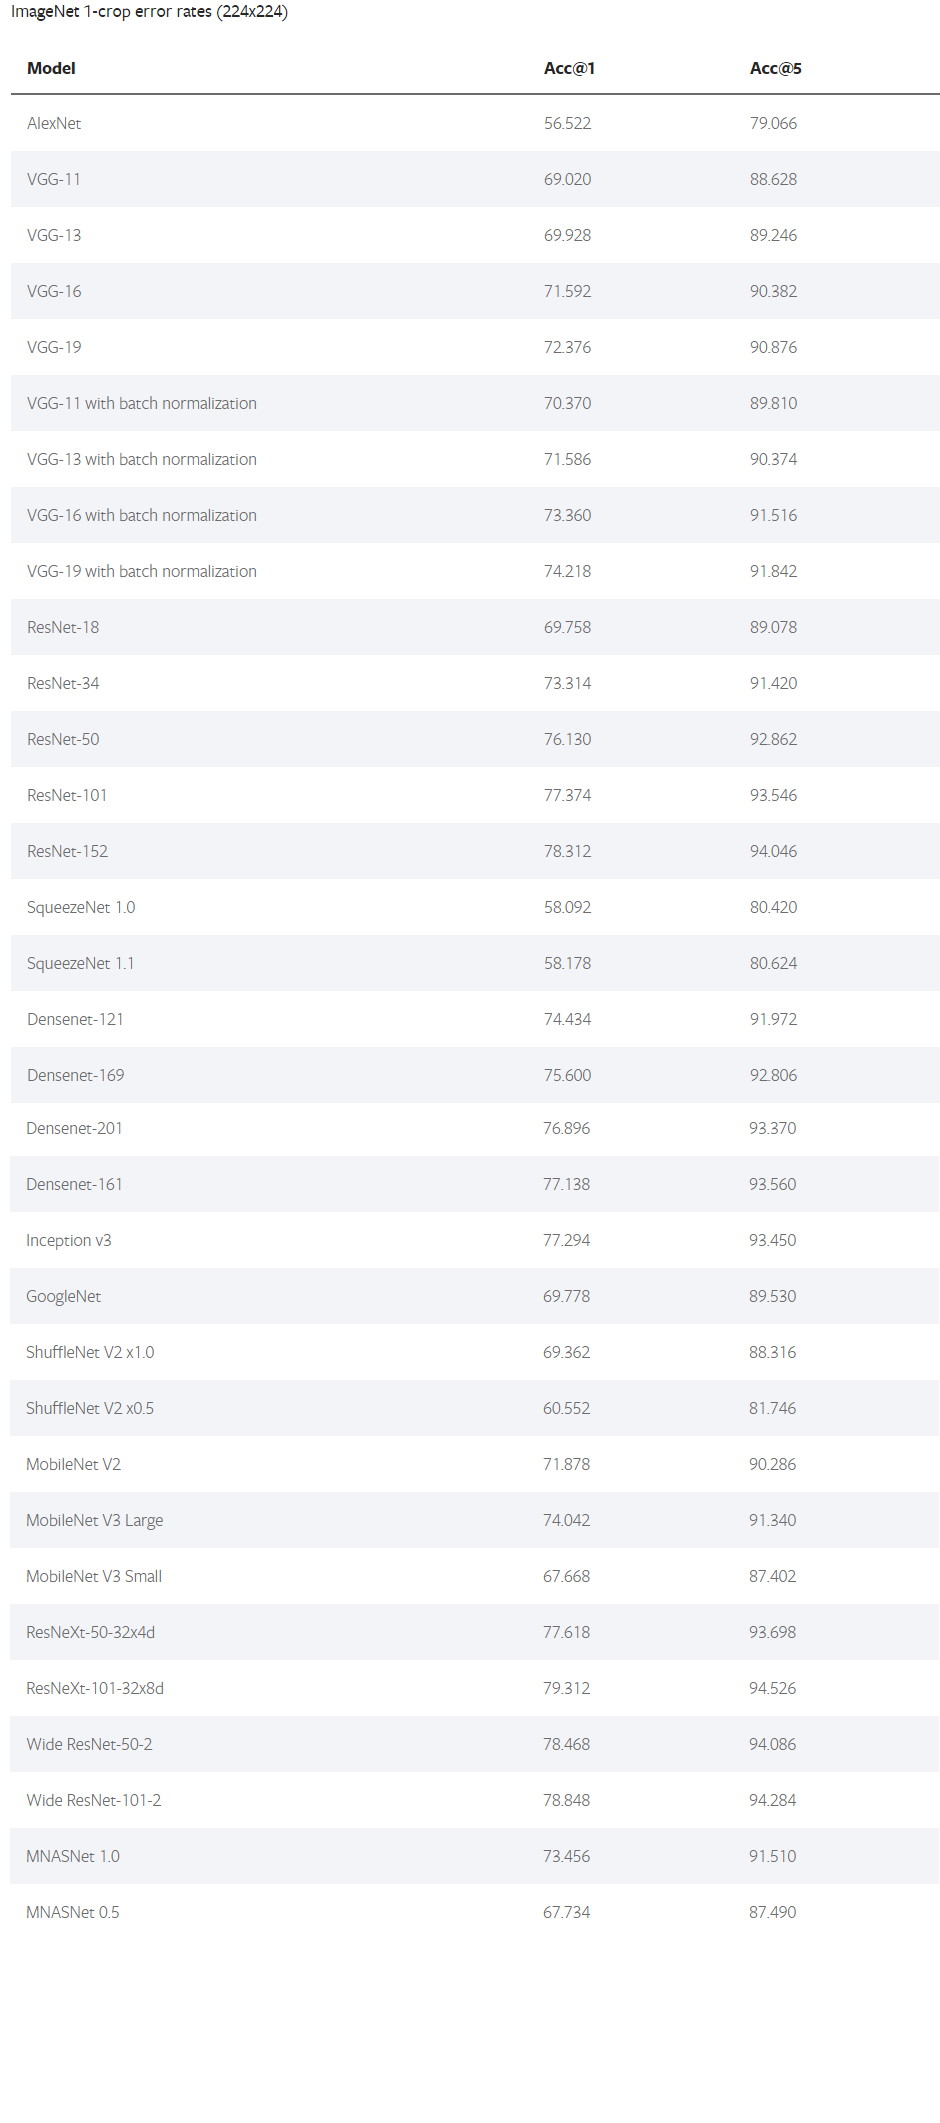 ImageNet 1-crop error rates (224x224)
Model Acc@1 Acc@5
AlexNet 56.522 79.066
VGG-11 69.020 88.628
VGG-13 69.928 89.246
VGG-16 71.592 90.382
VGG-19 72.376 90.876
VGG-11 with batch normalization 70.370 89.810
VGG-13 with batch normalization 71.586 90.374
VGG-16 with batch normalization 73.360 91.516
VGG-19 with batch normalization 74.218 91.842
ResNet-18 69.758 89.078
ResNet-34 73.314 91.420
ResNet-50 76.130 92.862
ResNet-101 77.374 93.546
ResNet-152 78.312 94.046
SqueezeNet 1.0 58.092 80.420
SqueezeNet 1.1 58.178 80.624
Densenet-121 74.434 91.972
Densenet-169 75.600 92.806
Densenet-201 76.896 93.370
Densenet-161 77.138 93.560
Inception v3 77.294 93.450
GoogleNet 69.778 89.530
ShuffleNet V2 x1.0 69.362 88.316
ShuffleNet V2 x0.5 60.552 81.746
MobileNet V2 71.878 90.286
MobileNet V3 Large 74.042 91.340
MobileNet V3 Small 67.668 87.402
ResNeXt-50-32x4d 77.618 93.698
ResNeXt-101-32x8d 79.312 94.526
Wide ResNet-50-2 78.468 94.086
Wide ResNet-101-2 78.848 94.284
MNASNet 1.0 73.456 91.510
MNASNet 0.5 67.734 87.490